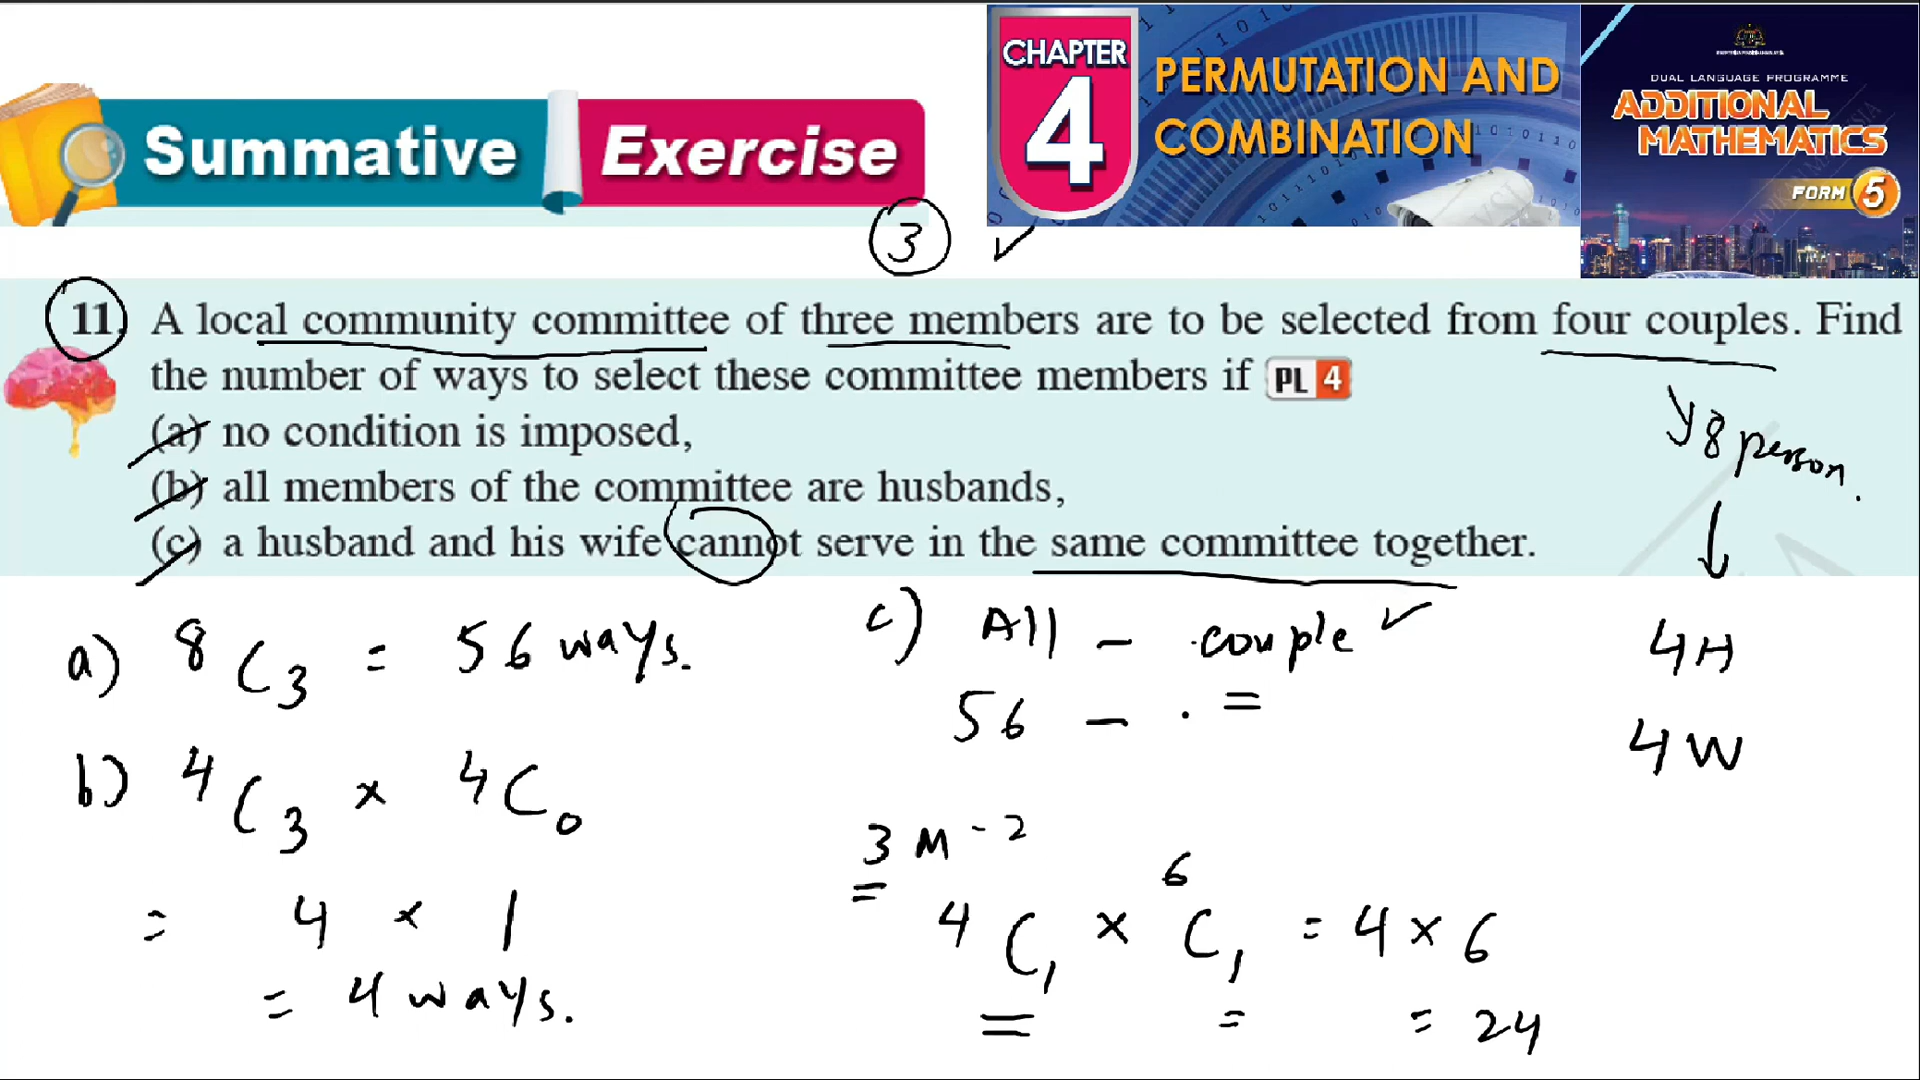 CHAPTER
4
PERMUTATION AND
COMBINATION
DUAL LANGUAGE PROGRAMME
ADDITIONAL
MATHEMATICS
FORM 5
Summative Exercise
3
11. A local community committee of three members are to be selected from four couples. Find
the number of ways to select these committee members if PL 4
(a) no condition is imposed,
(b) all members of the committee are husbands,
(c) a husband and his wife cannot serve in the same committee together.
8 person.
4H
4W
a) ⁸C₃ = 56 ways.
b) ⁴C₃ × ⁴C₀
= 4 × 1
= 4 ways.
c) All - couple ✓
56 - . =
3M - 2
=
⁴C₁ × ⁶C₁ = 4 × 6
= = = 24